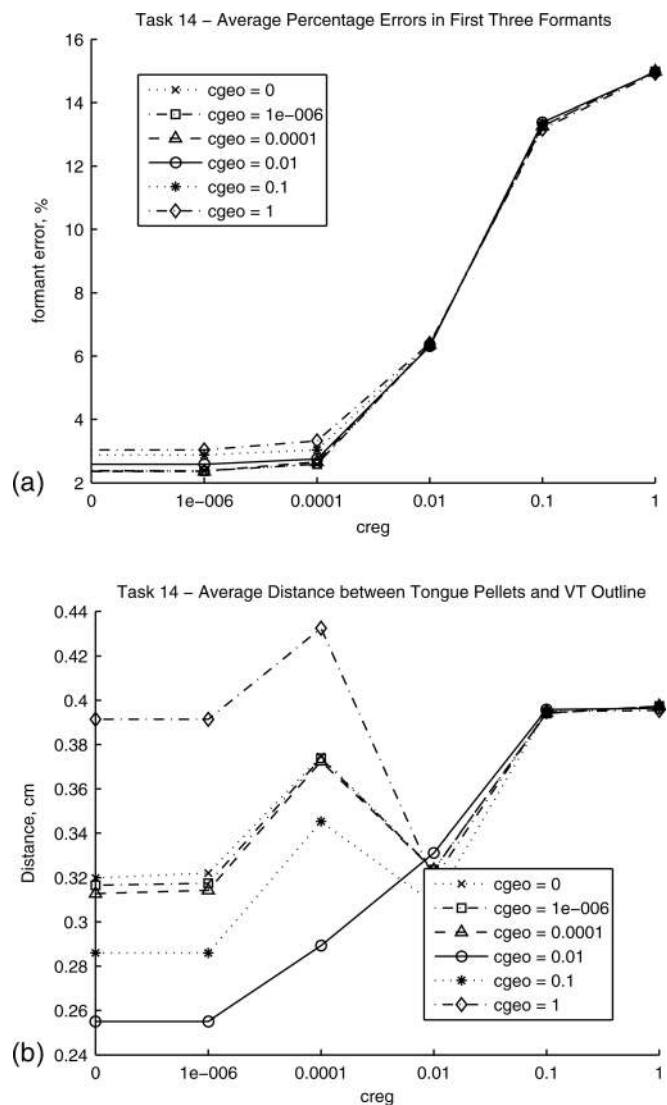 Task 14 – Average Percentage Errors in First Three Formants
16
14
12
10
8
6
4
2
formant error, %
cgeo = 0
cgeo = 1e−006
cgeo = 0.0001
cgeo = 0.01
cgeo = 0.1
cgeo = 1
(a)
0 1e−006 0.0001 0.01 0.1 1
creg
Task 14 – Average Distance between Tongue Pellets and VT Outline
0.44
0.42
0.4
0.38
0.36
0.34
0.32
0.3
0.28
0.26
0.24
Distance, cm
cgeo = 0
cgeo = 1e−006
cgeo = 0.0001
cgeo = 0.01
cgeo = 0.1
cgeo = 1
(b)
0 1e−006 0.0001 0.01 0.1 1
creg